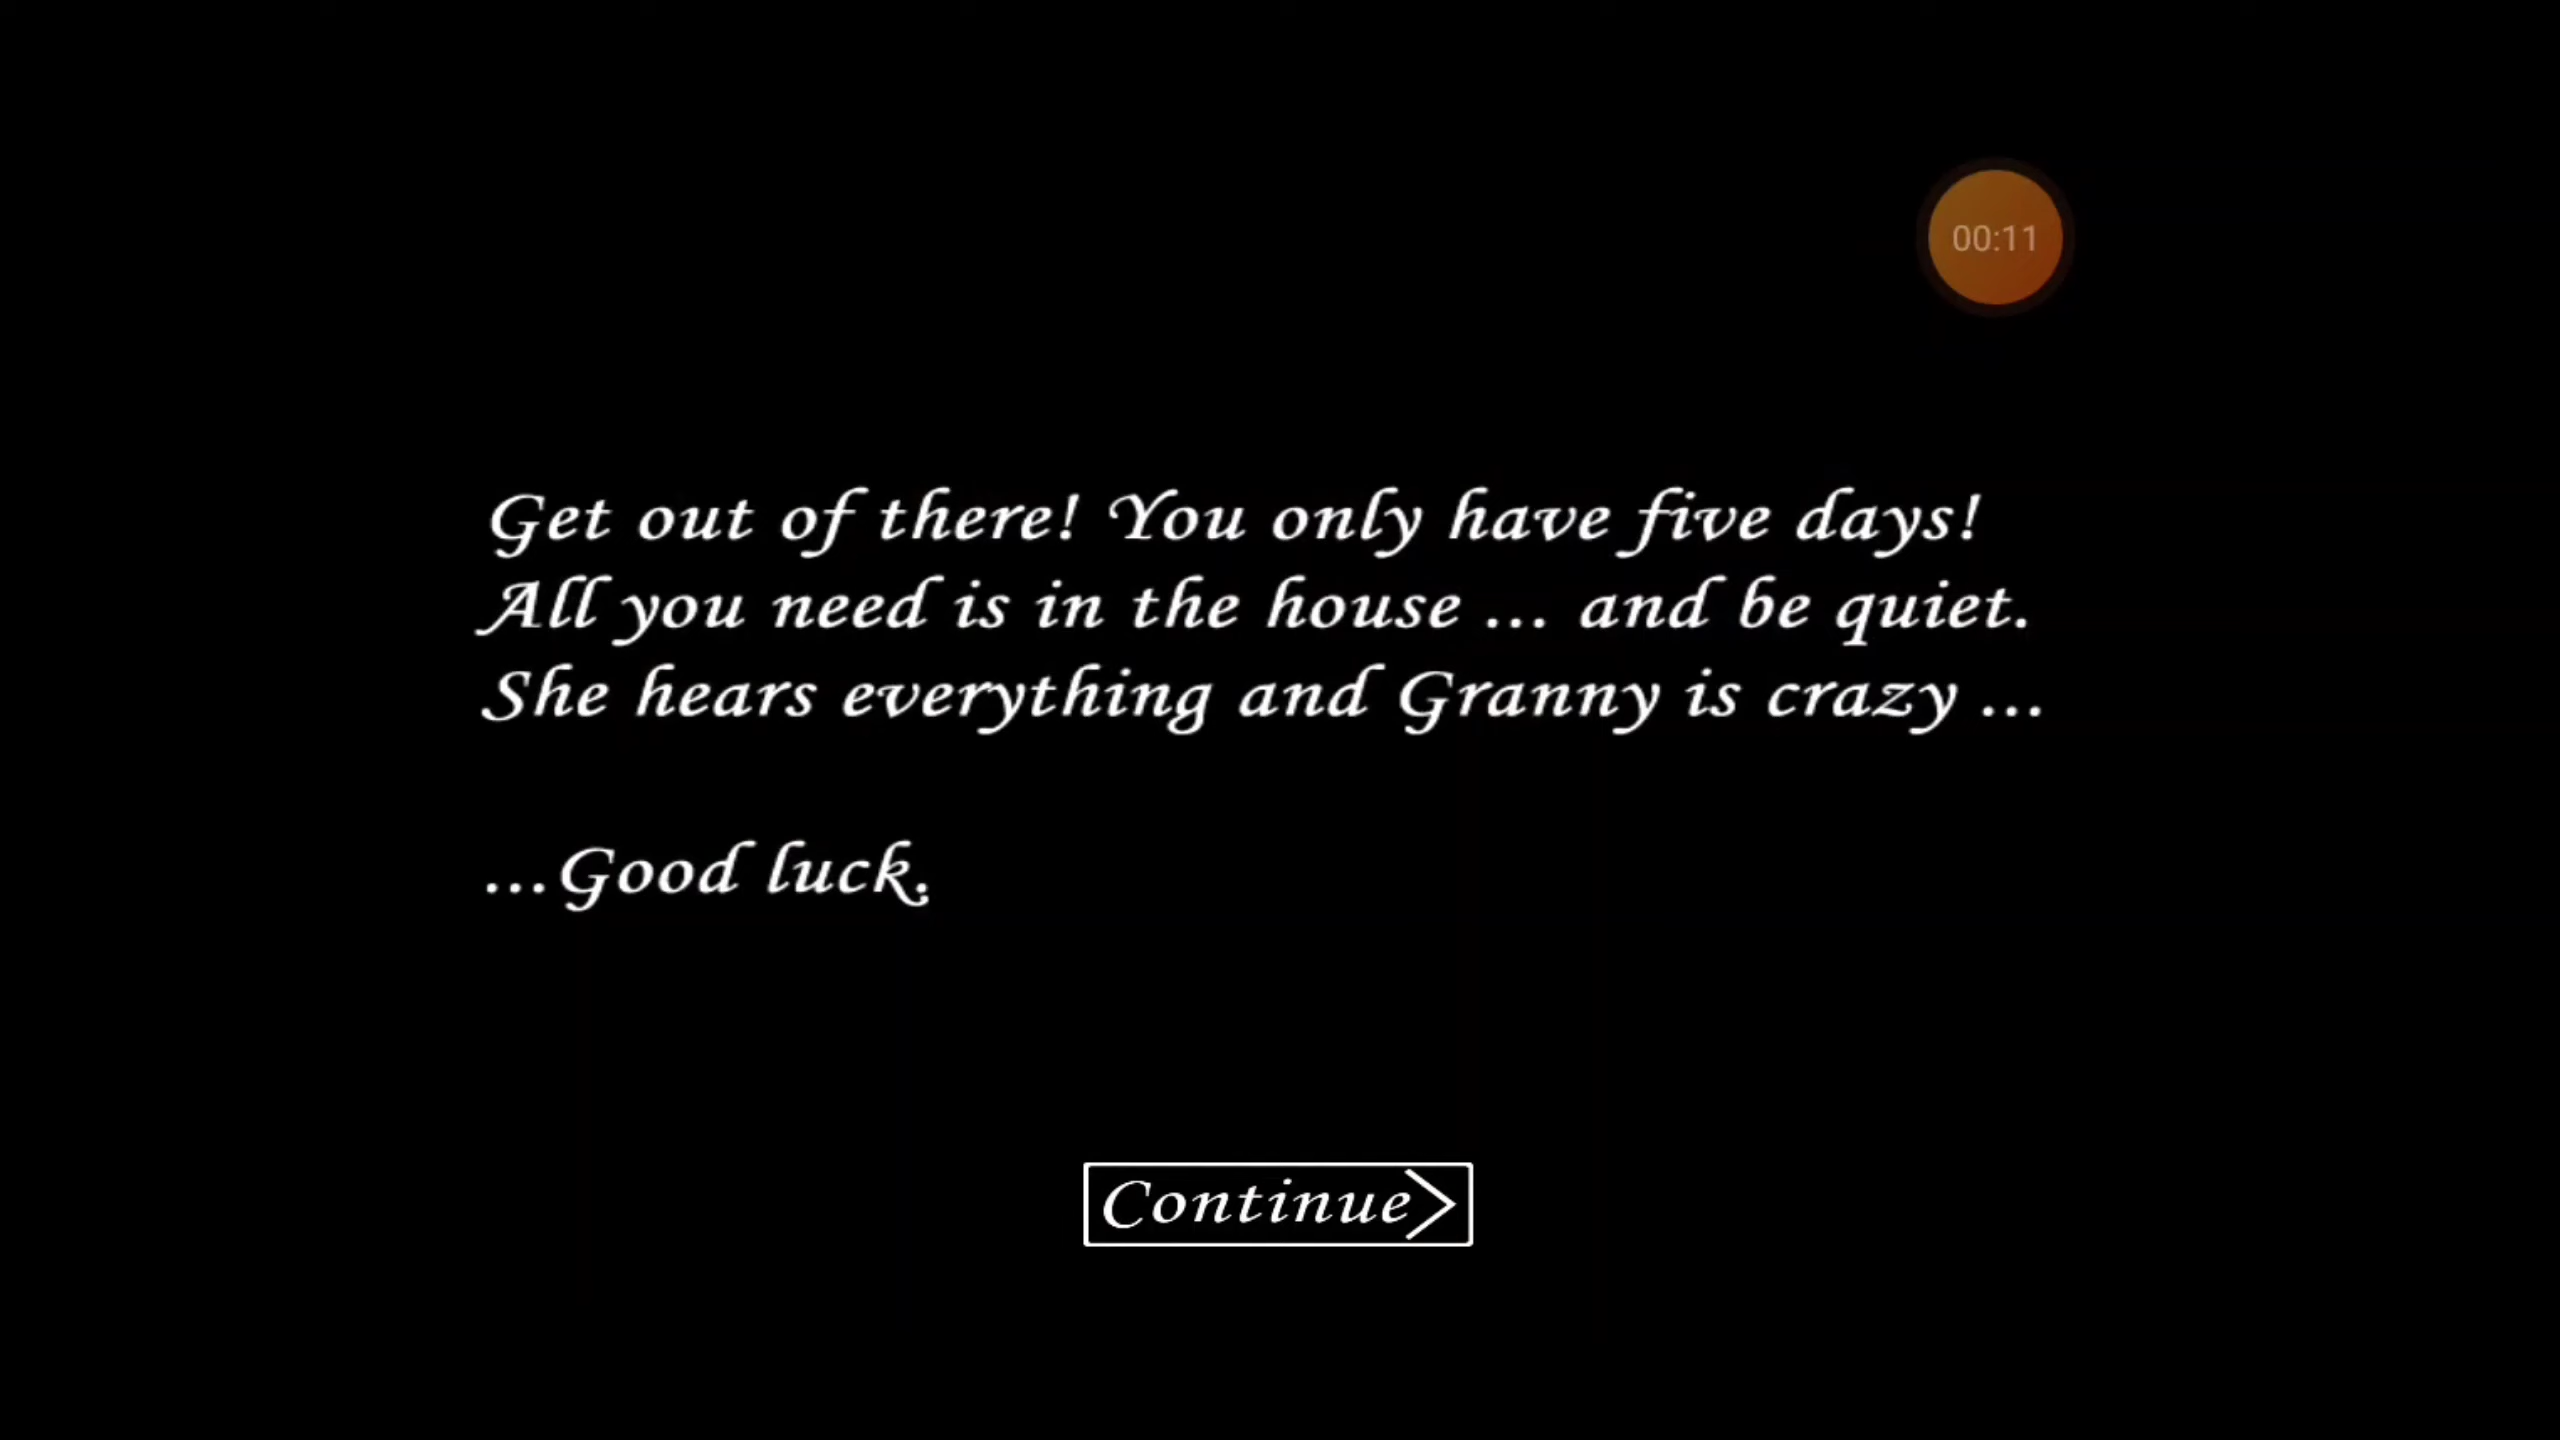 00:11
Get out of there! You only have five days!
All you need is in the house ... and be quiet.
She hears everything and Granny is crazy ...
...Good luck.
Continue>